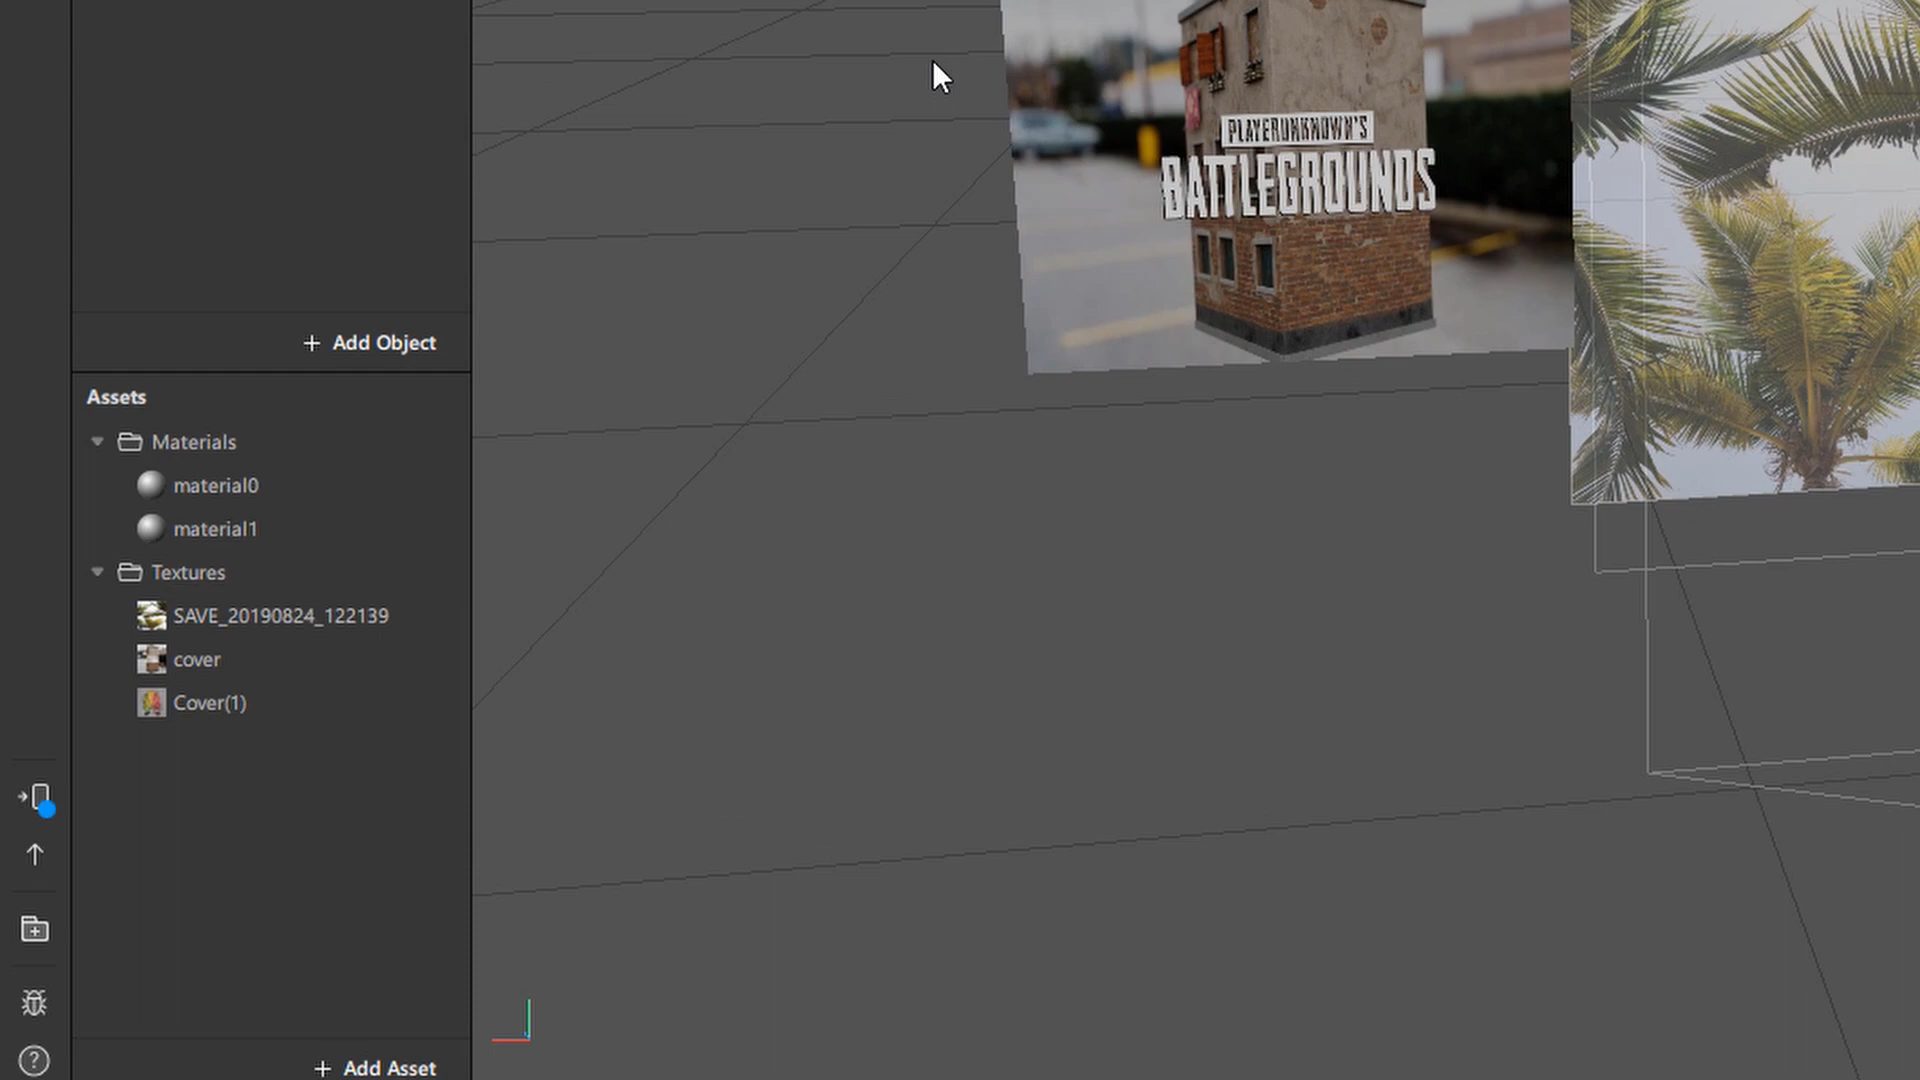 PLAYERUNKNOWN'S
BATTLEGROUNDS
+ Add Object
Assets
Materials
material0
material1
Textures
SAVE_20190824_122139
cover
Cover(1)
+ Add Asset